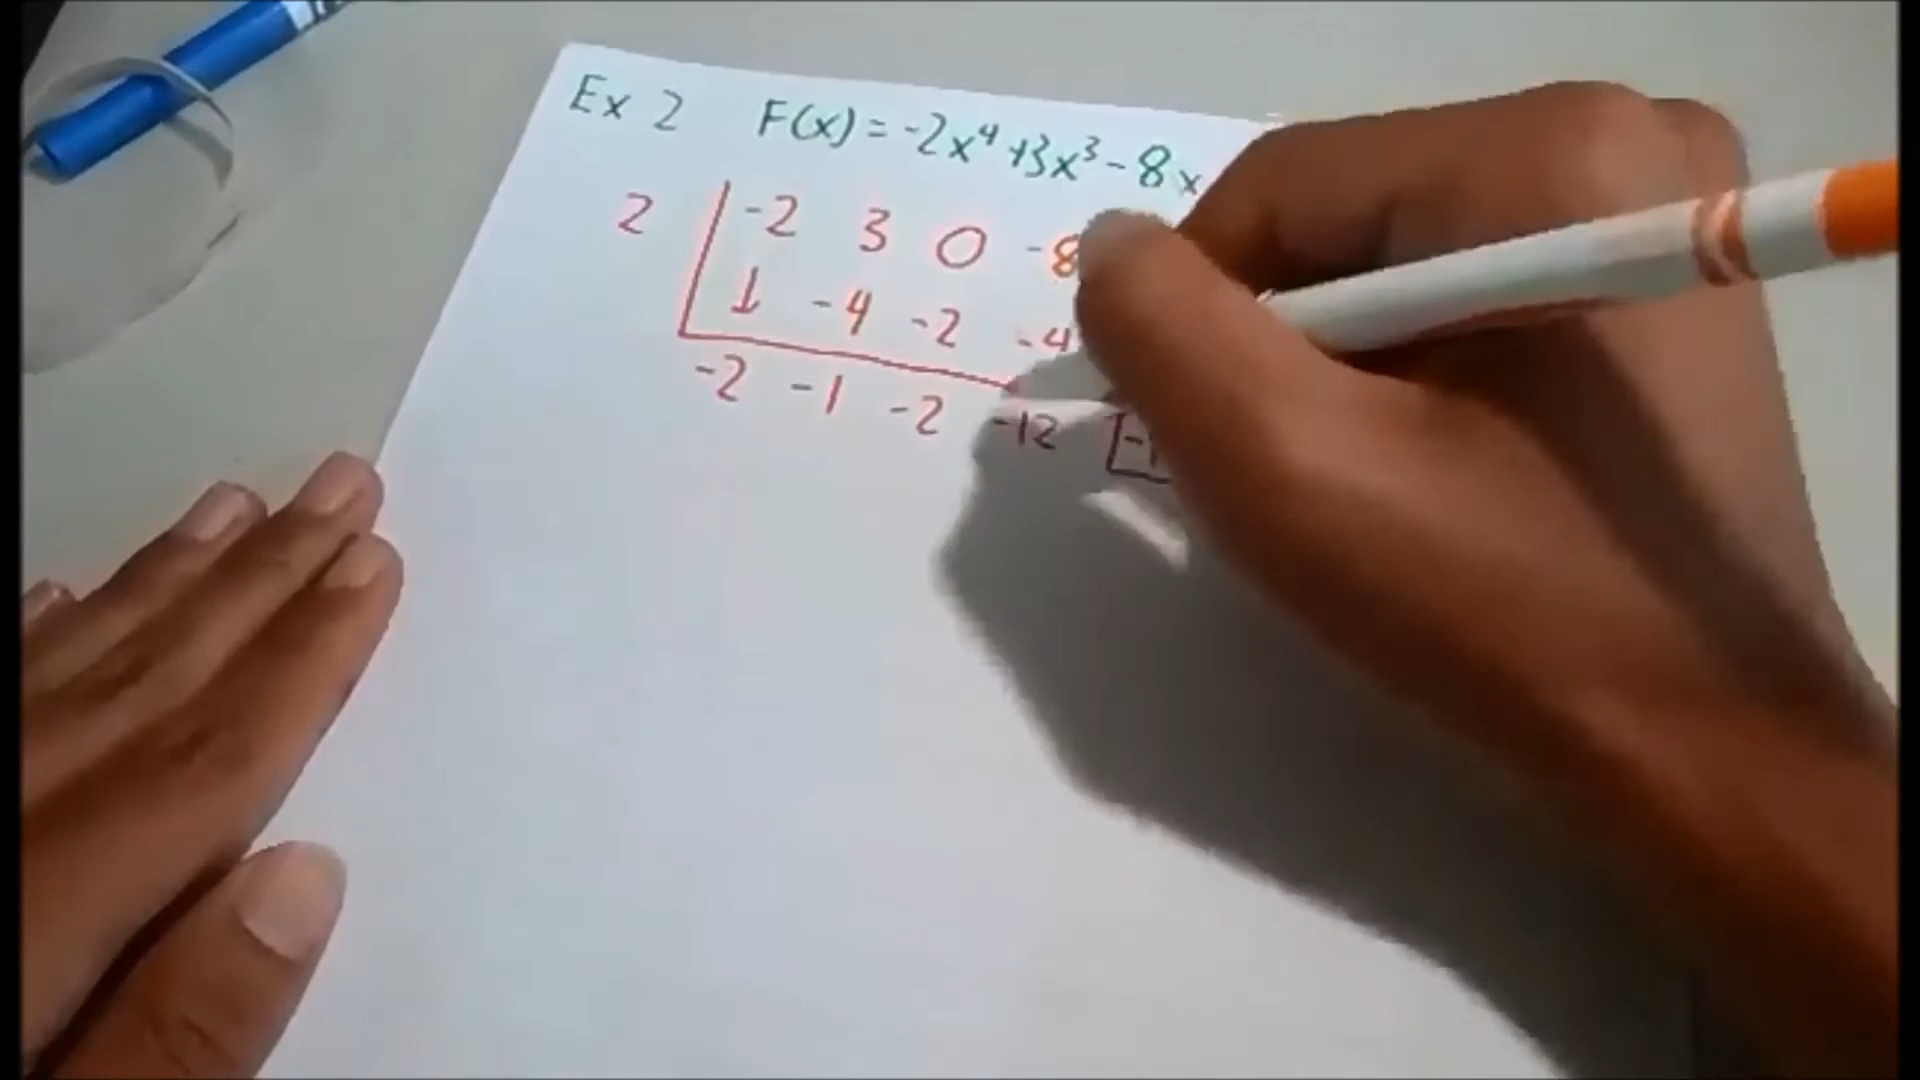 Ex 2 F(x) = -2x⁴ +3x³ - 8x
2 -2 3 0 -8
↓ -4 -2 -4
-2 -1 -2 -12